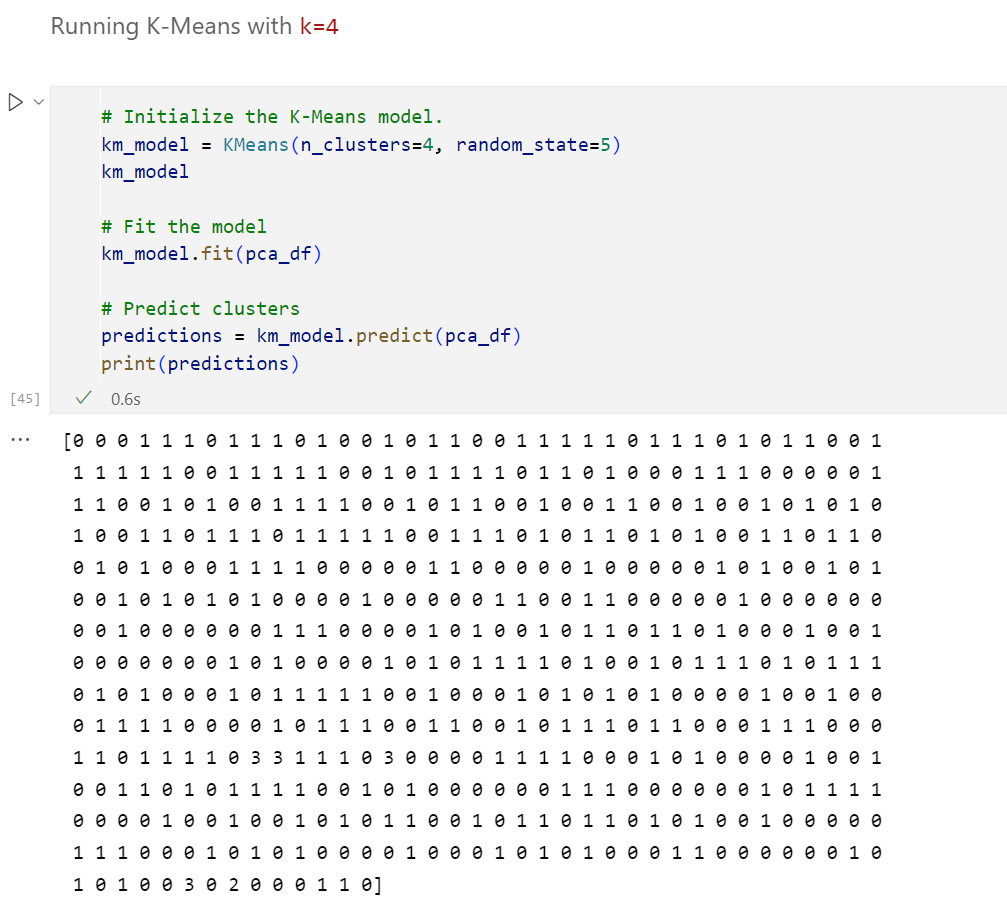 Running K-Means with k=4
# Initialize the K-Means model.
km_model = KMeans(n_clusters=4, random_state=5)
km_model
# Fit the model
km_model.fit(pca_df)
# Predict clusters
predictions = km_model.predict(pca_df)
print(predictions)
[45] 0.6s
... [0 0 0 1 1 1 0 1 1 1 0 1 0 0 1 0 1 1 0 0 1 1 1 1 1 0 1 1 1 0 1 0 1 1 0 0 1
1 1 1 1 1 0 0 1 1 1 1 1 0 0 1 0 1 1 1 1 0 1 1 0 1 0 0 0 1 1 1 0 0 0 0 0 1
1 1 0 0 1 0 1 0 0 1 1 1 1 0 0 1 0 1 1 0 0 1 0 0 1 1 0 0 1 0 0 1 0 1 0 1 0
1 0 0 1 1 0 1 1 1 0 1 1 1 1 1 0 0 1 1 1 0 1 0 1 1 0 1 0 1 0 0 1 1 0 1 1 0
0 1 0 1 0 0 0 1 1 1 1 0 0 0 0 0 1 1 0 0 0 0 0 1 0 0 0 0 0 1 0 1 0 0 1 0 1
0 0 1 0 1 0 1 0 1 0 0 0 0 1 0 0 0 0 0 1 1 0 0 1 1 0 0 0 0 0 1 0 0 0 0 0 0
0 0 1 0 0 0 0 0 0 1 1 1 0 0 0 0 1 0 1 0 0 1 0 1 1 0 1 1 0 1 0 0 0 1 0 0 1
0 0 0 0 0 0 0 1 0 1 0 0 0 0 1 0 1 0 1 1 1 1 0 1 0 0 1 0 1 1 1 0 1 0 1 1 1
0 1 0 1 0 0 0 1 0 1 1 1 1 1 0 0 1 0 0 0 1 0 1 0 1 0 1 0 0 0 0 1 0 0 1 0 0
0 1 1 1 1 0 0 0 0 1 0 1 1 1 0 0 1 1 0 0 1 0 1 1 1 0 1 1 0 0 0 1 1 1 0 0 0
1 1 0 1 1 1 1 0 3 3 1 1 1 0 3 0 0 0 0 1 1 1 1 0 0 0 1 0 1 0 0 0 0 1 0 0 1
0 0 1 1 0 1 0 1 1 1 1 0 0 1 0 1 0 0 0 0 0 0 1 1 1 0 0 0 0 0 0 1 0 1 1 1 1
0 0 0 0 1 0 0 1 0 0 1 0 1 0 1 1 0 0 1 0 1 1 0 1 1 0 1 0 1 0 0 1 0 0 0 0 0
1 1 1 0 0 0 1 0 1 0 1 0 0 0 0 1 0 0 0 1 0 1 0 1 0 0 0 1 1 0 0 0 0 0 0 1 0
1 0 1 0 0 3 0 2 0 0 0 1 1 0]